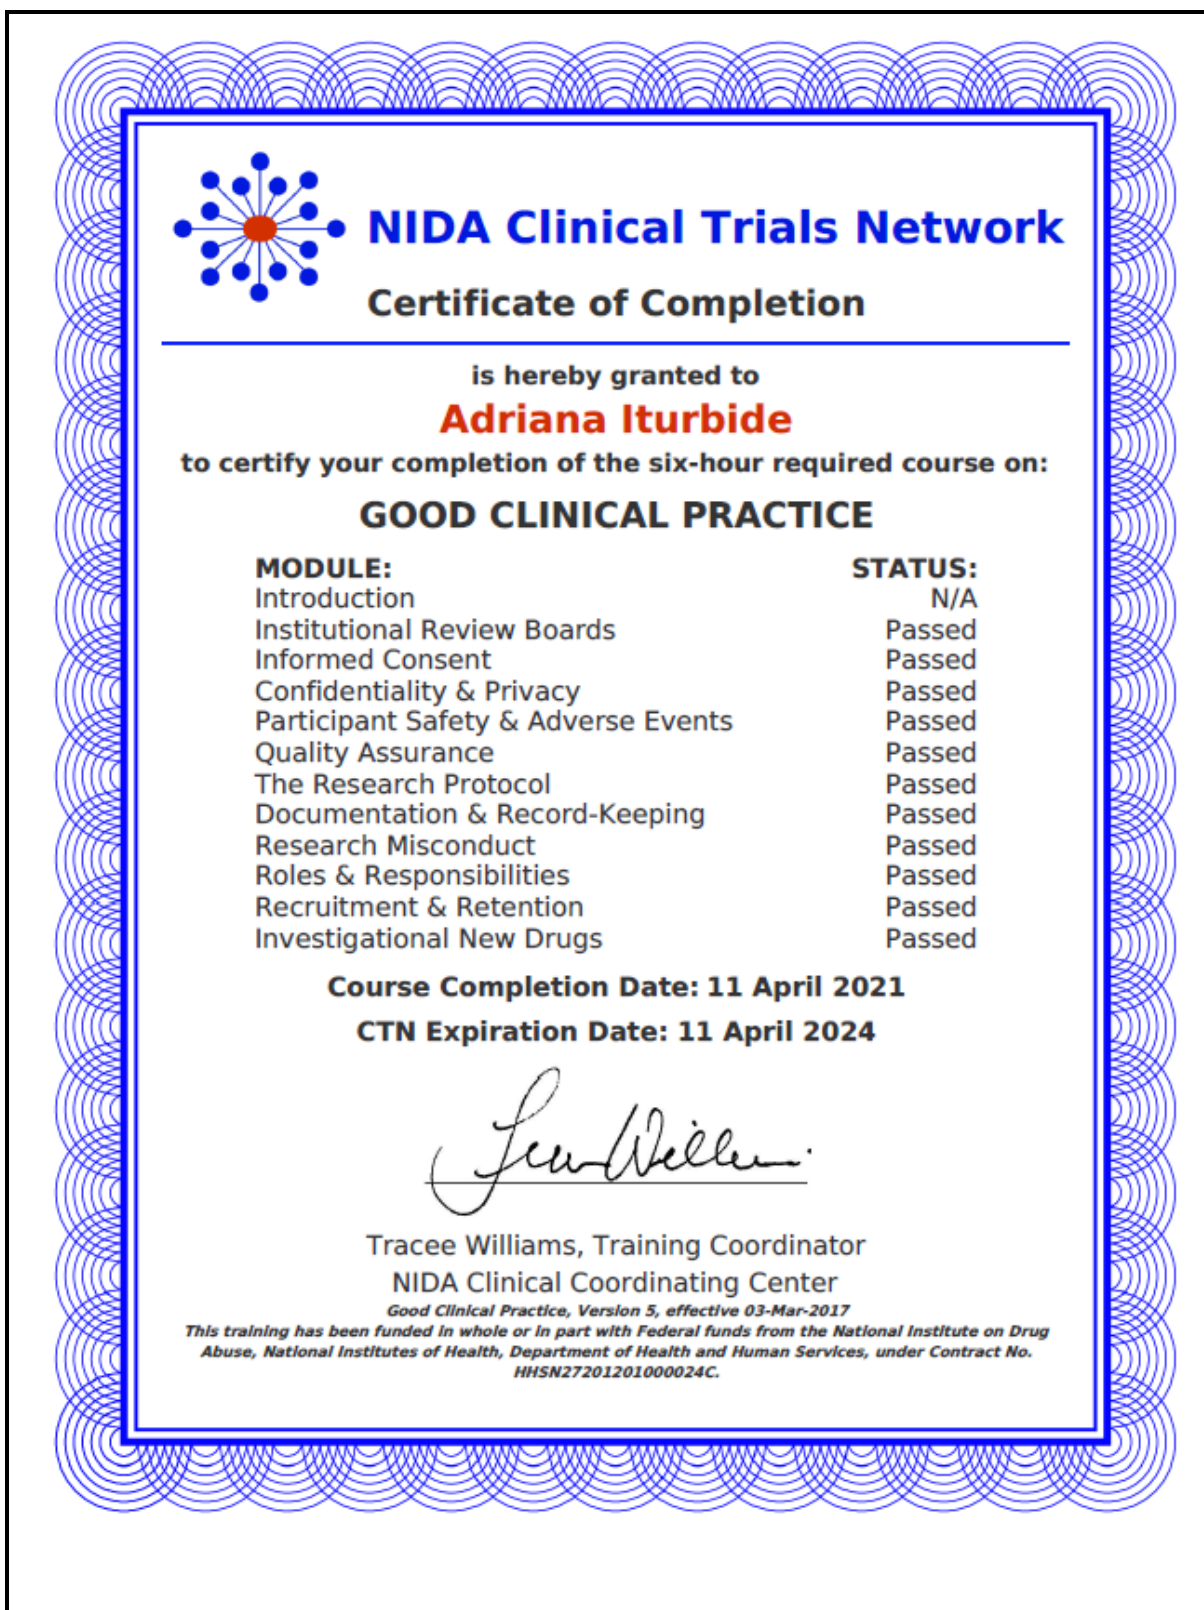 NIDA Clinical Trials Network
Certificate of Completion
is hereby granted to
Adriana Iturbide
to certify your completion of the six-hour required course on:
GOOD CLINICAL PRACTICE
MODULE: STATUS:
Introduction N/A
Institutional Review Boards Passed
Informed Consent Passed
Confidentiality & Privacy Passed
Participant Safety & Adverse Events Passed
Quality Assurance Passed
The Research Protocol Passed
Documentation & Record-Keeping Passed
Research Misconduct Passed
Roles & Responsibilities Passed
Recruitment & Retention Passed
Investigational New Drugs Passed
Course Completion Date: 11 April 2021
CTN Expiration Date: 11 April 2024
Tracee Williams, Training Coordinator
NIDA Clinical Coordinating Center
Good Clinical Practice, Version 5, effective 03-Mar-2017
This training has been funded in whole or in part with Federal funds from the National Institute on Drug
Abuse, National Institutes of Health, Department of Health and Human Services, under Contract No.
HHSN27201201000024C.